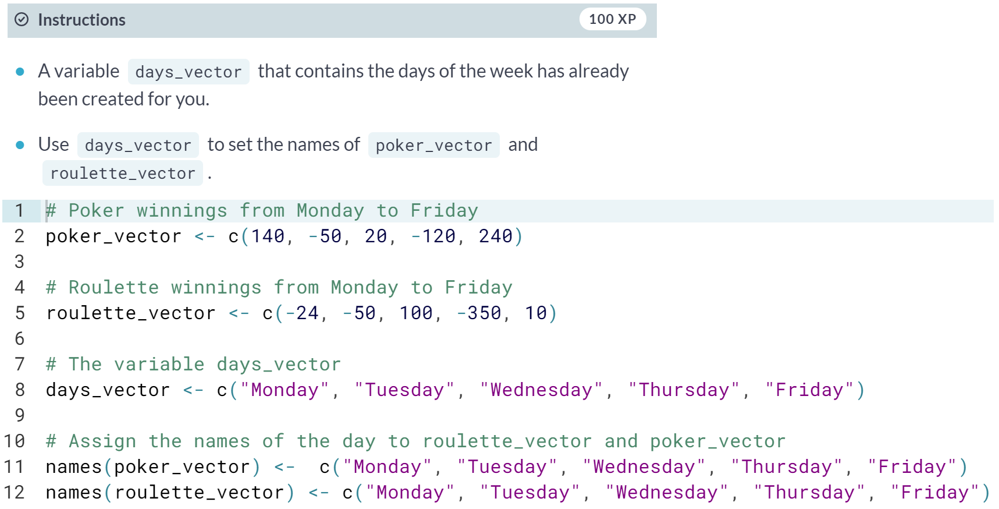 Instructions 100 XP
A variable days_vector that contains the days of the week has already
been created for you.
Use days_vector to set the names of poker_vector and
roulette_vector .
1 # Poker winnings from Monday to Friday
2 poker_vector <- c(140, -50, 20, -120, 240)
3
4 # Roulette winnings from Monday to Friday
5 roulette_vector <- c(-24, -50, 100, -350, 10)
6
7 # The variable days_vector
8 days_vector <- c("Monday", "Tuesday", "Wednesday", "Thursday", "Friday")
9
10 # Assign the names of the day to roulette_vector and poker_vector
11 names(poker_vector) <-  c("Monday", "Tuesday", "Wednesday", "Thursday", "Friday")
12 names(roulette_vector) <- c("Monday", "Tuesday", "Wednesday", "Thursday", "Friday")